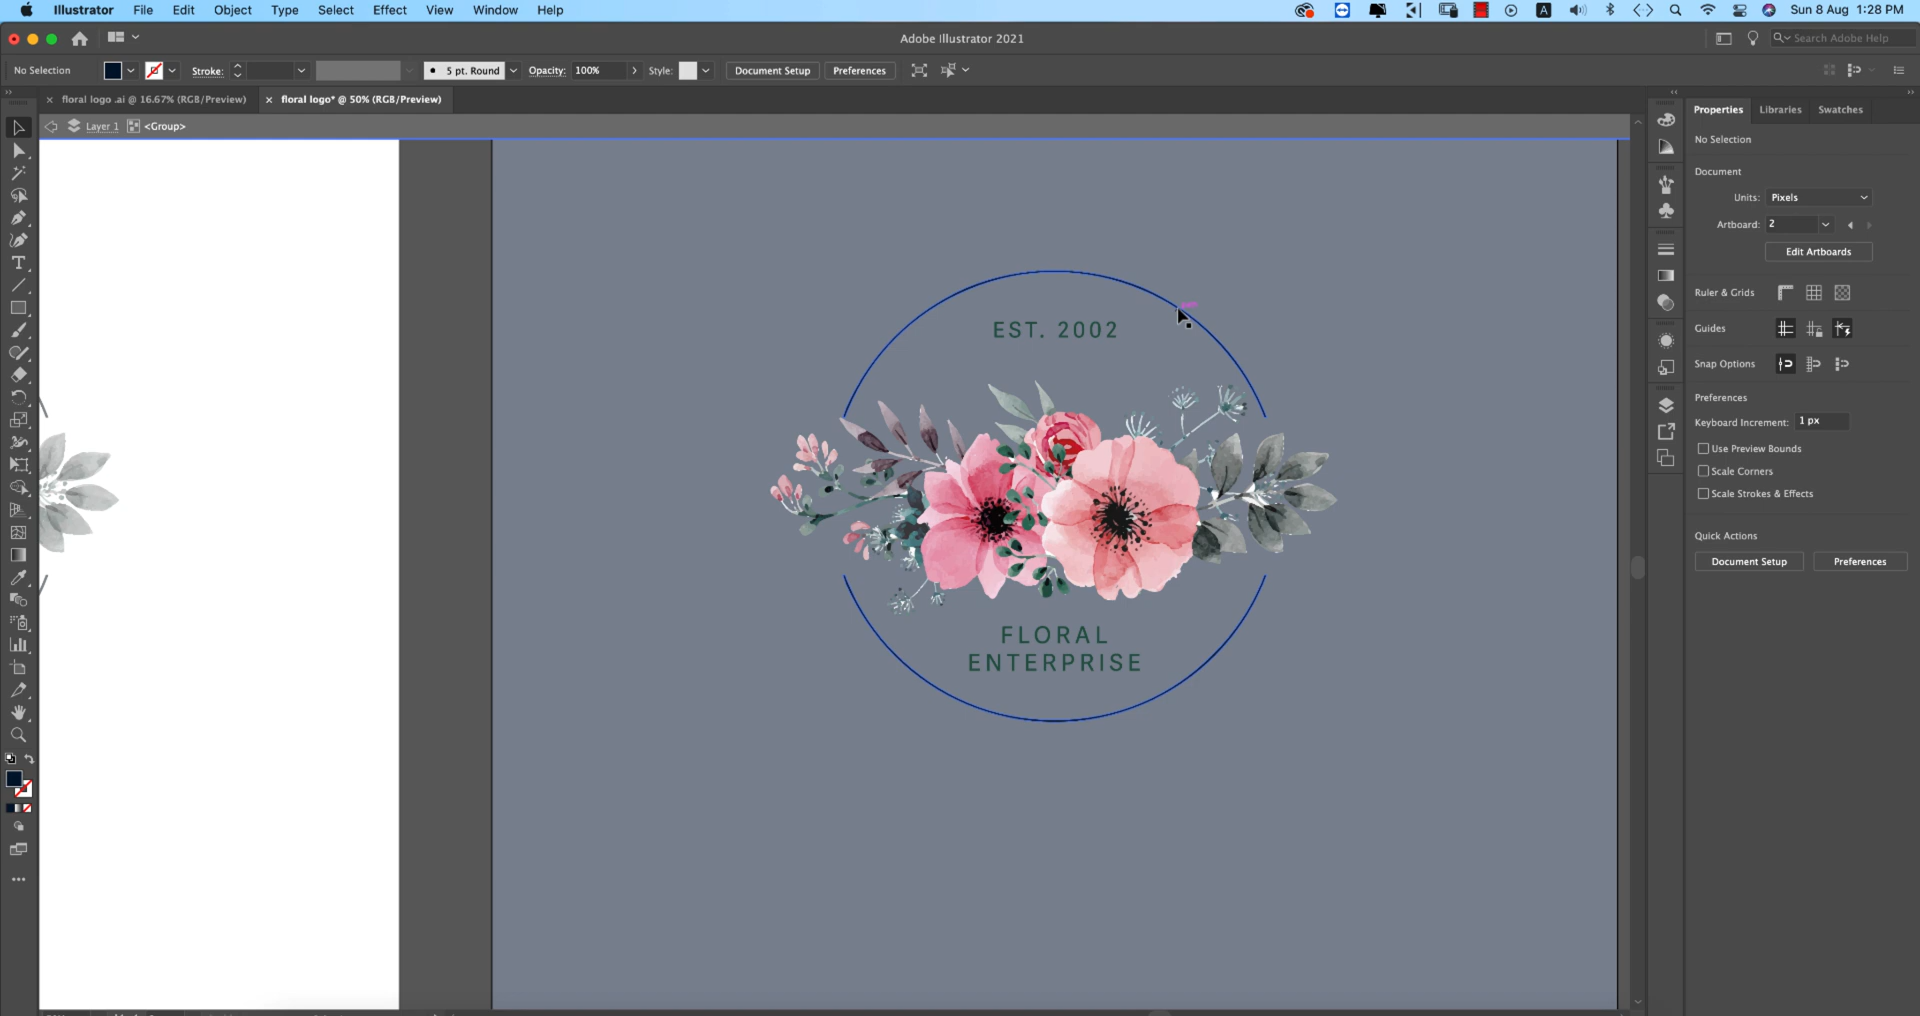 Illustrator File Edit Object Type Select Effect View Window Help
A
Sun 8 Aug 1:28 PM
Adobe Illustrator 2021
Search Adobe Help
No Selection
Stroke:
5 pt. Round
Opacity: 100%
Style:
Document Setup
Preferences
floral logo .ai @ 16.67% (RGB/Preview)
floral logo* @ 50% (RGB/Preview)
Layer 1
<Group>
EST. 2002
FLORAL
ENTERPRISE
Properties
Libraries
Swatches
No Selection
Document
Units: Pixels
Artboard: 2
Edit Artboards
Ruler & Grids
Guides
Snap Options
Preferences
Keyboard Increment: 1 px
Use Preview Bounds
Scale Corners
Scale Strokes & Effects
Quick Actions
Document Setup
Preferences